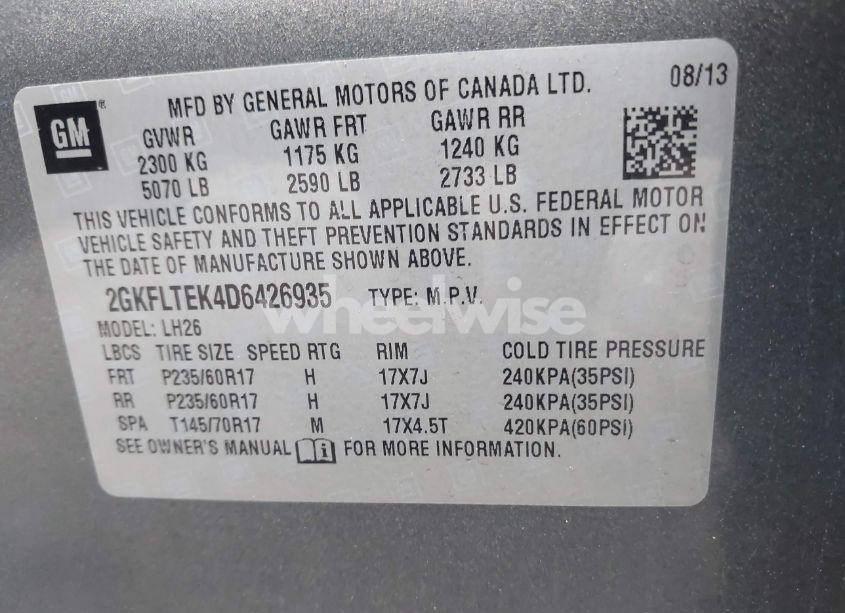 MFD BY GENERAL MOTORS OF CANADA LTD. 08/13
GM®
GVWR GAWR FRT GAWR RR
2300 KG 1175 KG 1240 KG
5070 LB 2590 LB 2733 LB
THIS VEHICLE CONFORMS TO ALL APPLICABLE U.S. FEDERAL MOTOR
VEHICLE SAFETY AND THEFT PREVENTION STANDARDS IN EFFECT ON
THE DATE OF MANUFACTURE SHOWN ABOVE.
2GKFLTEK4D6426935 TYPE: M.P.V.
wheelwise
MODEL: LH26
LBCS TIRE SIZE SPEED RTG RIM COLD TIRE PRESSURE
FRT P235/60R17 H 17X7J 240KPA(35PSI)
RR P235/60R17 H 17X7J 240KPA(35PSI)
SPA T145/70R17 M 17X4.5T 420KPA(60PSI)
SEE OWNER'S MANUAL i FOR MORE INFORMATION.